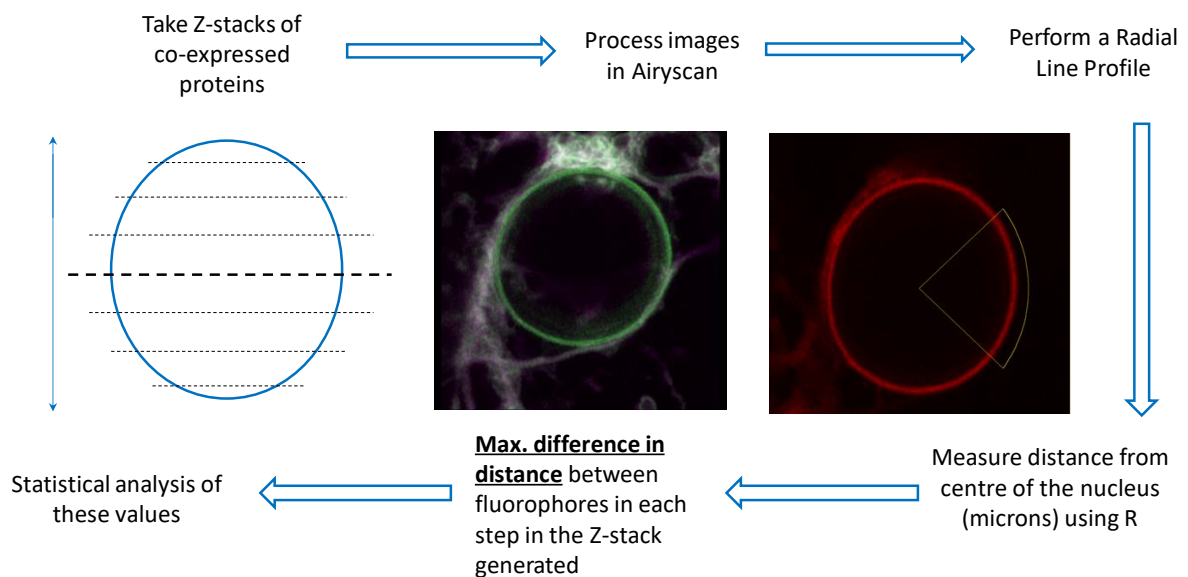 Take Z-stacks of
co-expressed
proteins
Process images
in Airyscan
Perform a Radial
Line Profile
Measure distance from
centre of the nucleus
(microns) using R
Max. difference in
distance between
fluorophores in each
step in the Z-stack
generated
Statistical analysis of
these values